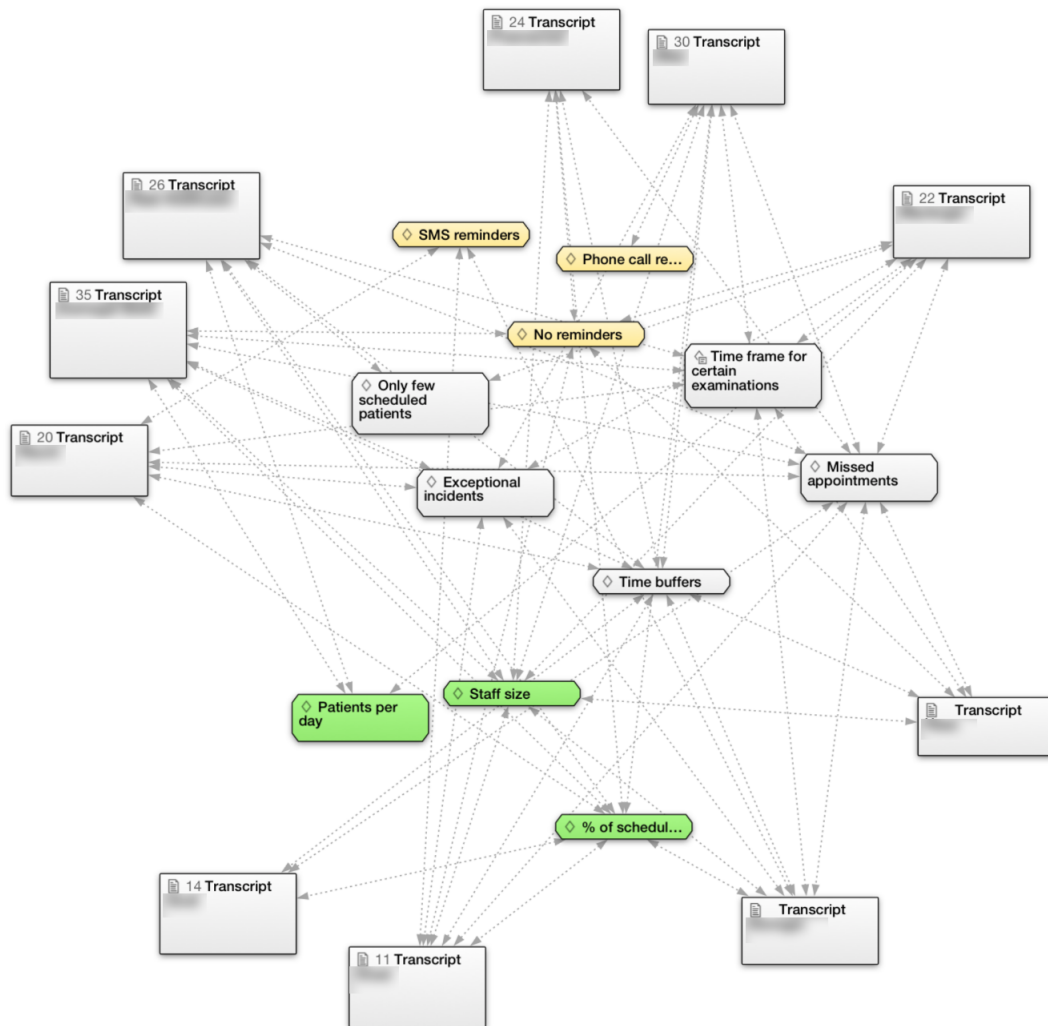 24 Transcript
30 Transcript
26 Transcript
22 Transcript
SMS reminders
Phone call re...
35 Transcript
No reminders
Time frame for
certain
examinations
Only few
scheduled
patients
20 Transcript
Missed
appointments
Exceptional
incidents
Time buffers
Staff size
Patients per
day
Transcript
% of schedul...
14 Transcript
Transcript
11 Transcript